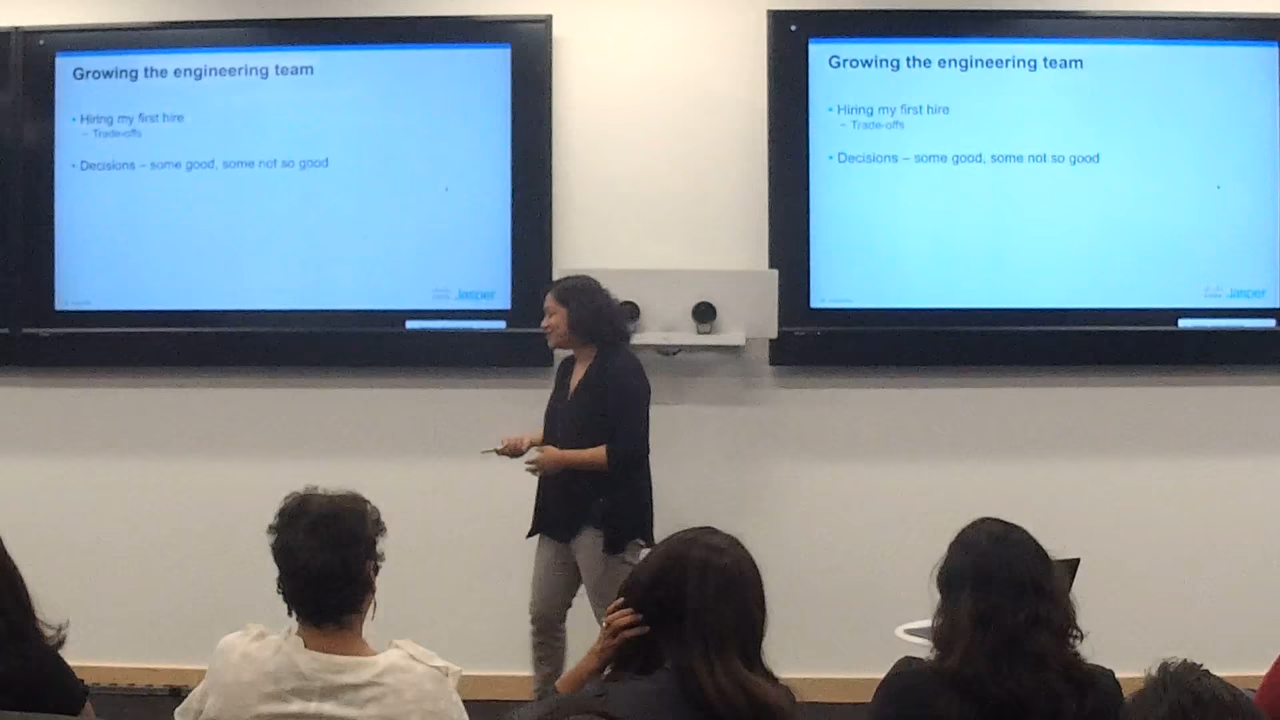 Growing the engineering team
• Hiring my first hire
– Trade-offs
• Decisions – some good, some not so good
Jasper
Growing the engineering team
• Hiring my first hire
– Trade-offs
• Decisions – some good, some not so good
Jasper